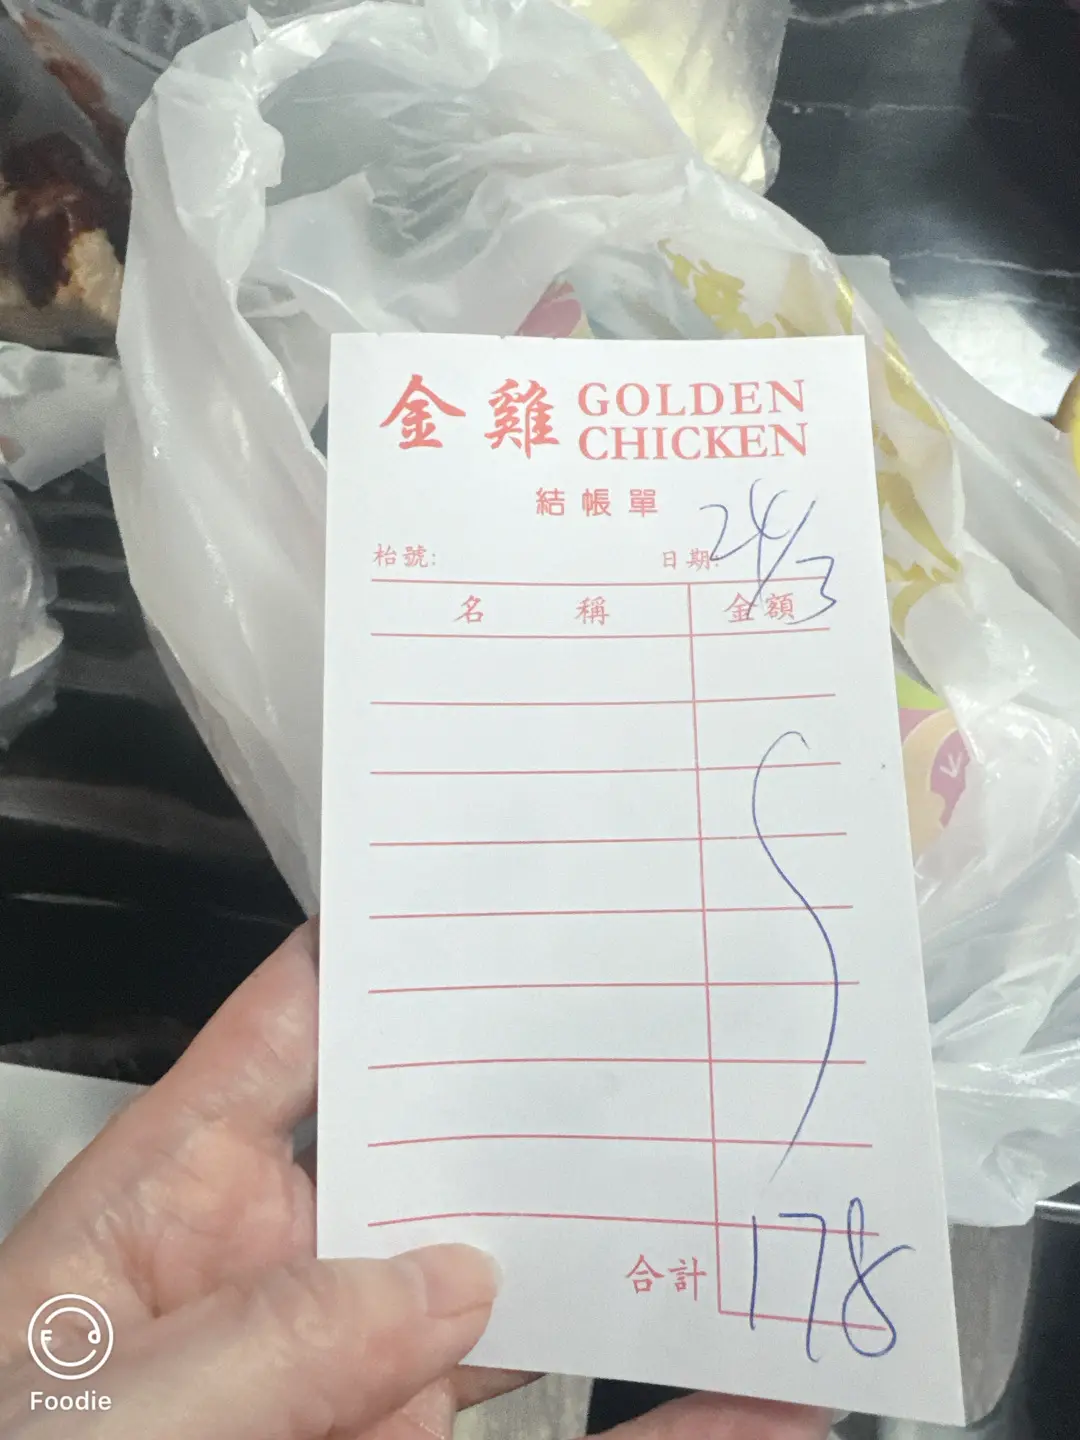 金雞 GOLDEN
CHICKEN
結帳單
枱號: 日期: 24/3
名稱 金額
合計 178
Foodie